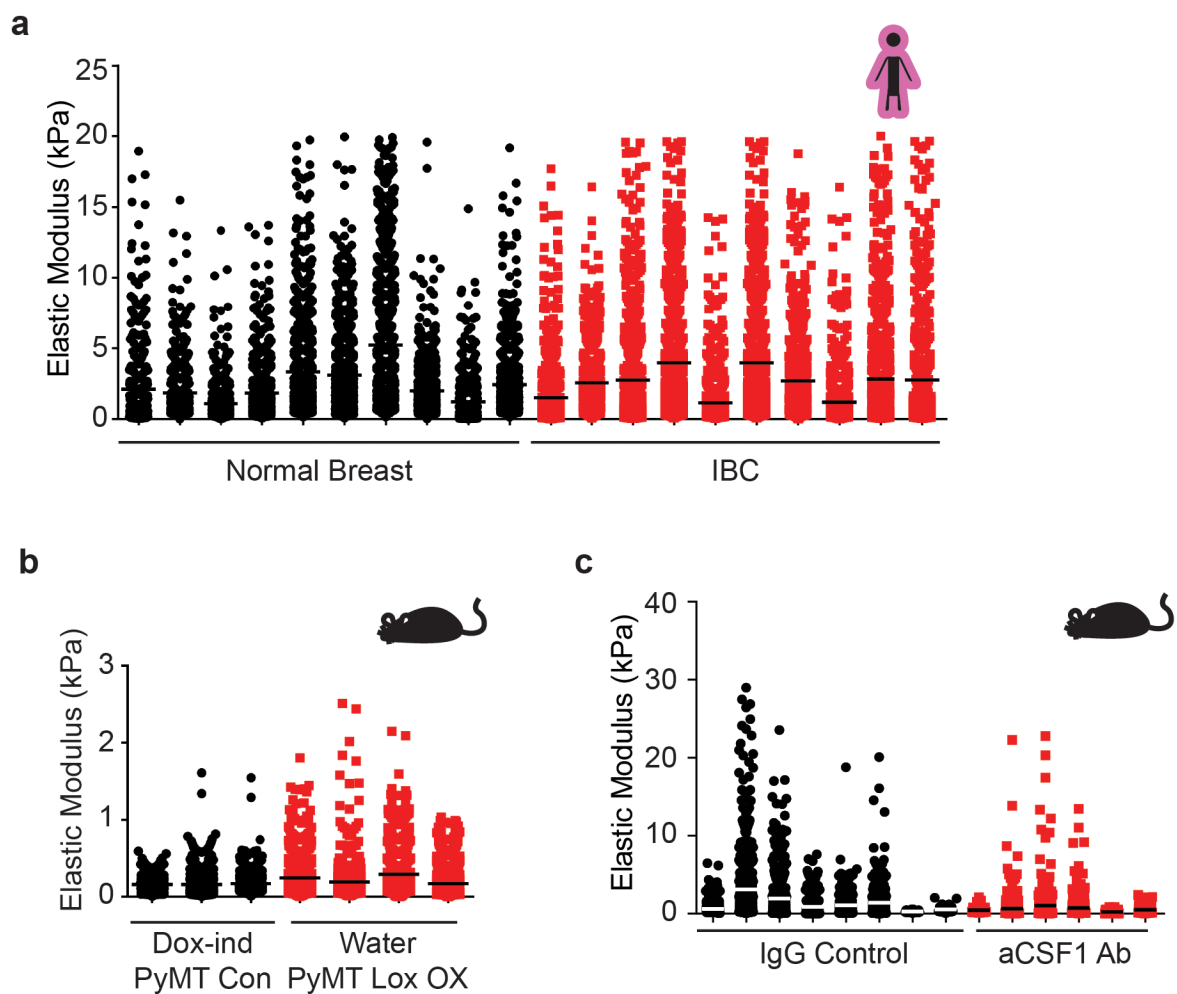 a
Elastic Modulus (kPa)
25
20
15
10
5
0
Normal Breast
IBC
b
Elastic Modulus (kPa)
3
2
1
0
Dox-ind
PyMT Con
Water
PyMT Lox OX
c
Elastic Modulus (kPa)
40
30
20
10
0
IgG Control
aCSF1 Ab